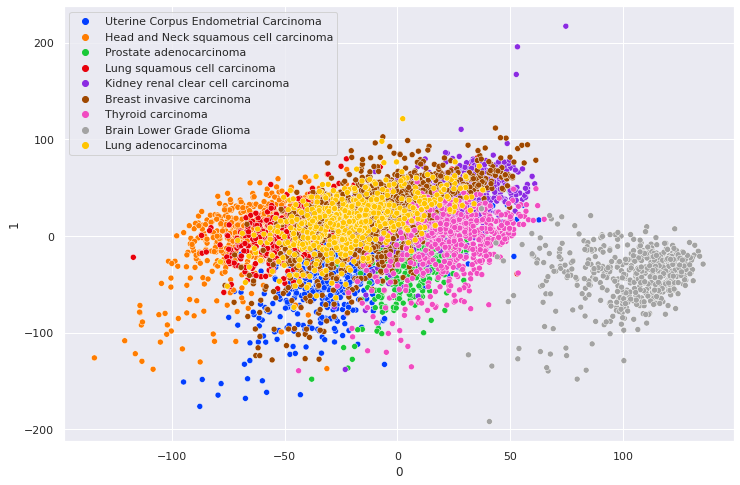 Uterine Corpus Endometrial Carcinoma
Head and Neck squamous cell carcinoma
Prostate adenocarcinoma
Lung squamous cell carcinoma
Kidney renal clear cell carcinoma
Breast invasive carcinoma
Thyroid carcinoma
Brain Lower Grade Glioma
Lung adenocarcinoma
200
100
0
−100
−200
1
−100
−50
0
50
100
0